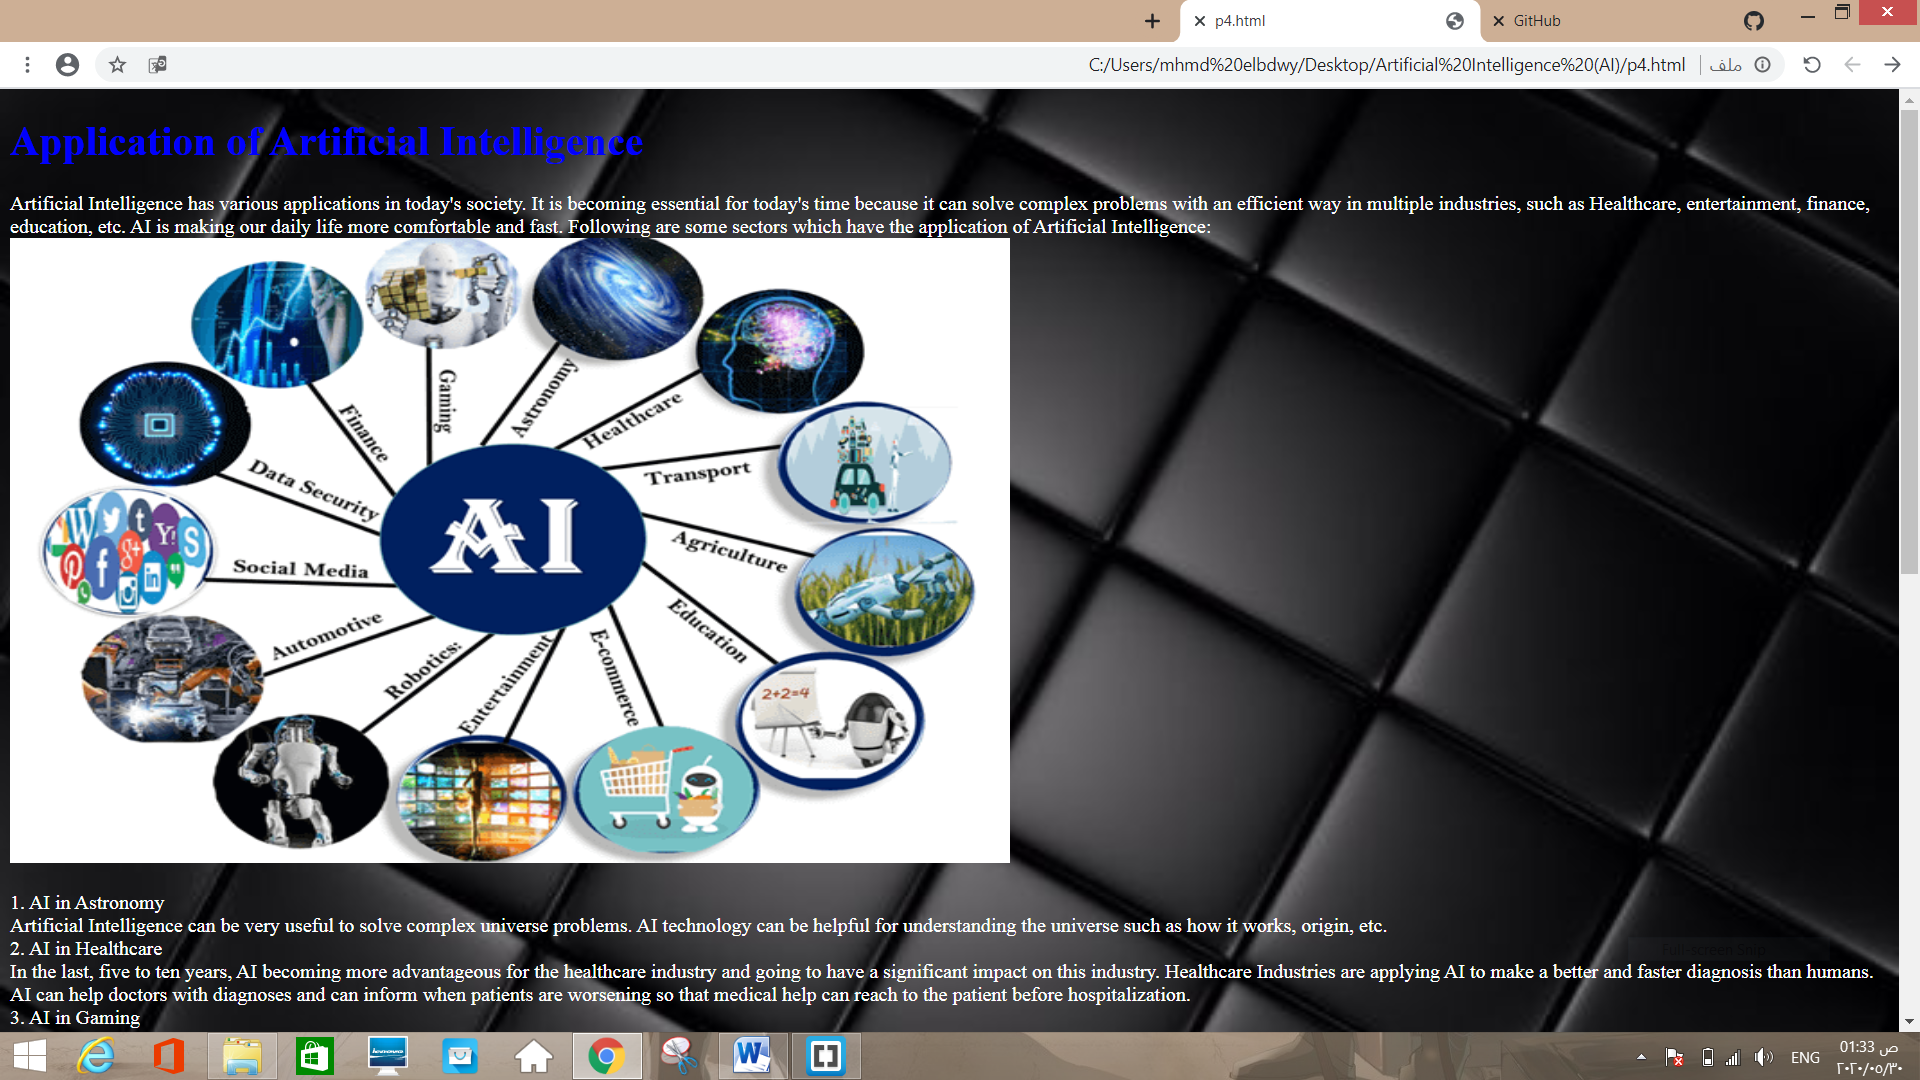 p4.html
GitHub
C:/Users/mhmd%20elbdwy/Desktop/Artificial%20Intelligence%20(AI)/p4.html
ملف
Application of Artificial Intelligence
Artificial Intelligence has various applications in today's society. It is becoming essential for today's time because it can solve complex problems with an efficient way in multiple industries, such as Healthcare, entertainment, finance,
education, etc. AI is making our daily life more comfortable and fast. Following are some sectors which have the application of Artificial Intelligence:
Gaming
Astronomy
Healthcare
Finance
Transport
Data Security
AI
Agriculture
Social Media
Education
Automotive
Robotics:
Entertainment
E-commerce
2+2=4
1. AI in Astronomy
Artificial Intelligence can be very useful to solve complex universe problems. AI technology can be helpful for understanding the universe such as how it works, origin, etc.
2. AI in Healthcare
Full-screen Snip
In the last, five to ten years, AI becoming more advantageous for the healthcare industry and going to have a significant impact on this industry. Healthcare Industries are applying AI to make a better and faster diagnosis than humans.
AI can help doctors with diagnoses and can inform when patients are worsening so that medical help can reach to the patient before hospitalization.
3. AI in Gaming
ENG
01:33 ص
٢٠٢٠/٠٥/٣٠